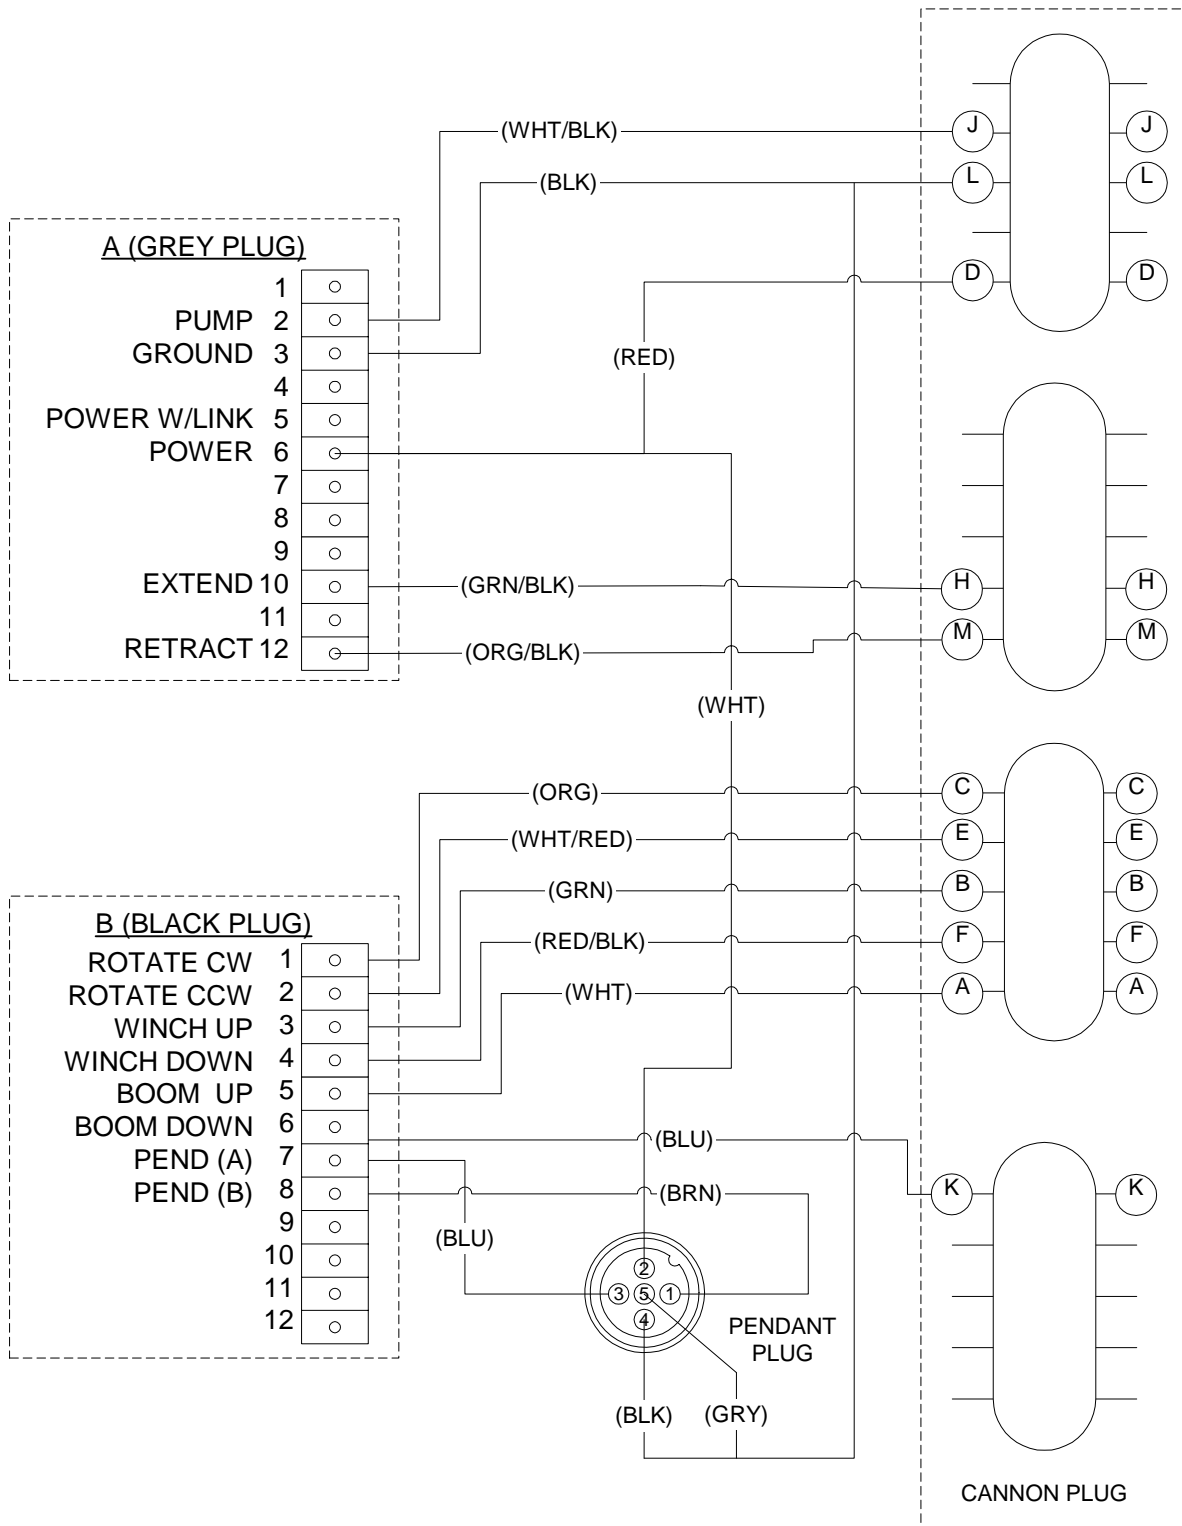 (WHT/BLK)
J
J
(BLK)
L
L
A (GREY PLUG)
D
D
1
PUMP 2
GROUND 3
(RED)
4
POWER W/LINK 5
POWER 6
7
8
9
EXTEND 10
(GRN/BLK)
H
H
11
RETRACT 12
(ORG/BLK)
M
M
(WHT)
(ORG)
C
C
(WHT/RED)
E
E
(GRN)
B
B
B (BLACK PLUG)
(RED/BLK)
F
F
ROTATE CW 1
ROTATE CCW 2
(WHT)
A
A
WINCH UP 3
WINCH DOWN 4
BOOM UP 5
BOOM DOWN 6
(BLU)
PEND (A) 7
PEND (B) 8
(BRN)
K
K
9
(BLU)
10
11
12
2
3 5 1
4
PENDANT
PLUG
(BLK)
(GRY)
CANNON PLUG